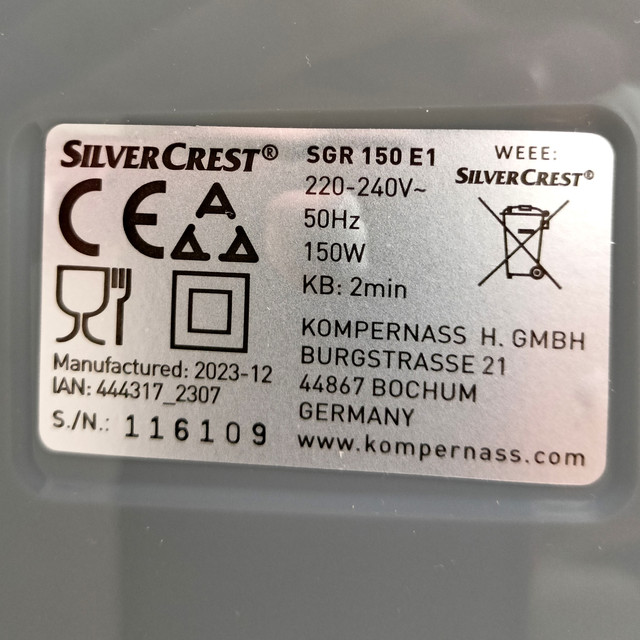 SILVERCREST®
SGR 150 E1
220-240V~
50Hz
150W
KB: 2min
WEEE:
SILVERCREST®
CE
Manufactured: 2023-12
IAN: 444317_2307
S./N.: 116109
KOMPERNASS H. GMBH
BURGSTRASSE 21
44867 BOCHUM
GERMANY
www.kompernass.com